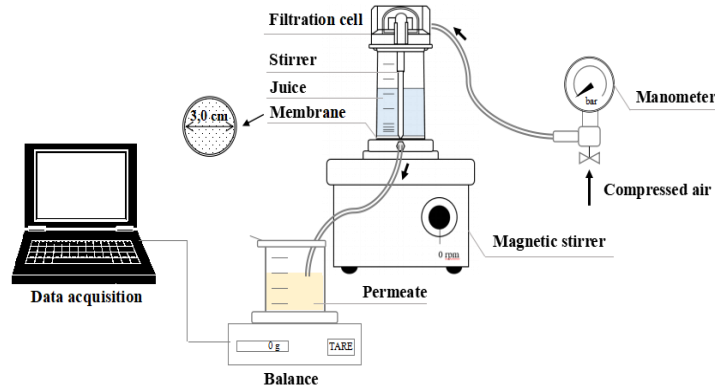 Filtration cell
Stirrer
Juice
Membrane
3,0 cm
bar
Manometer
Compressed air
Magnetic stirrer
0 rpm
Data acquisition
Permeate
0 g
TARE
Balance